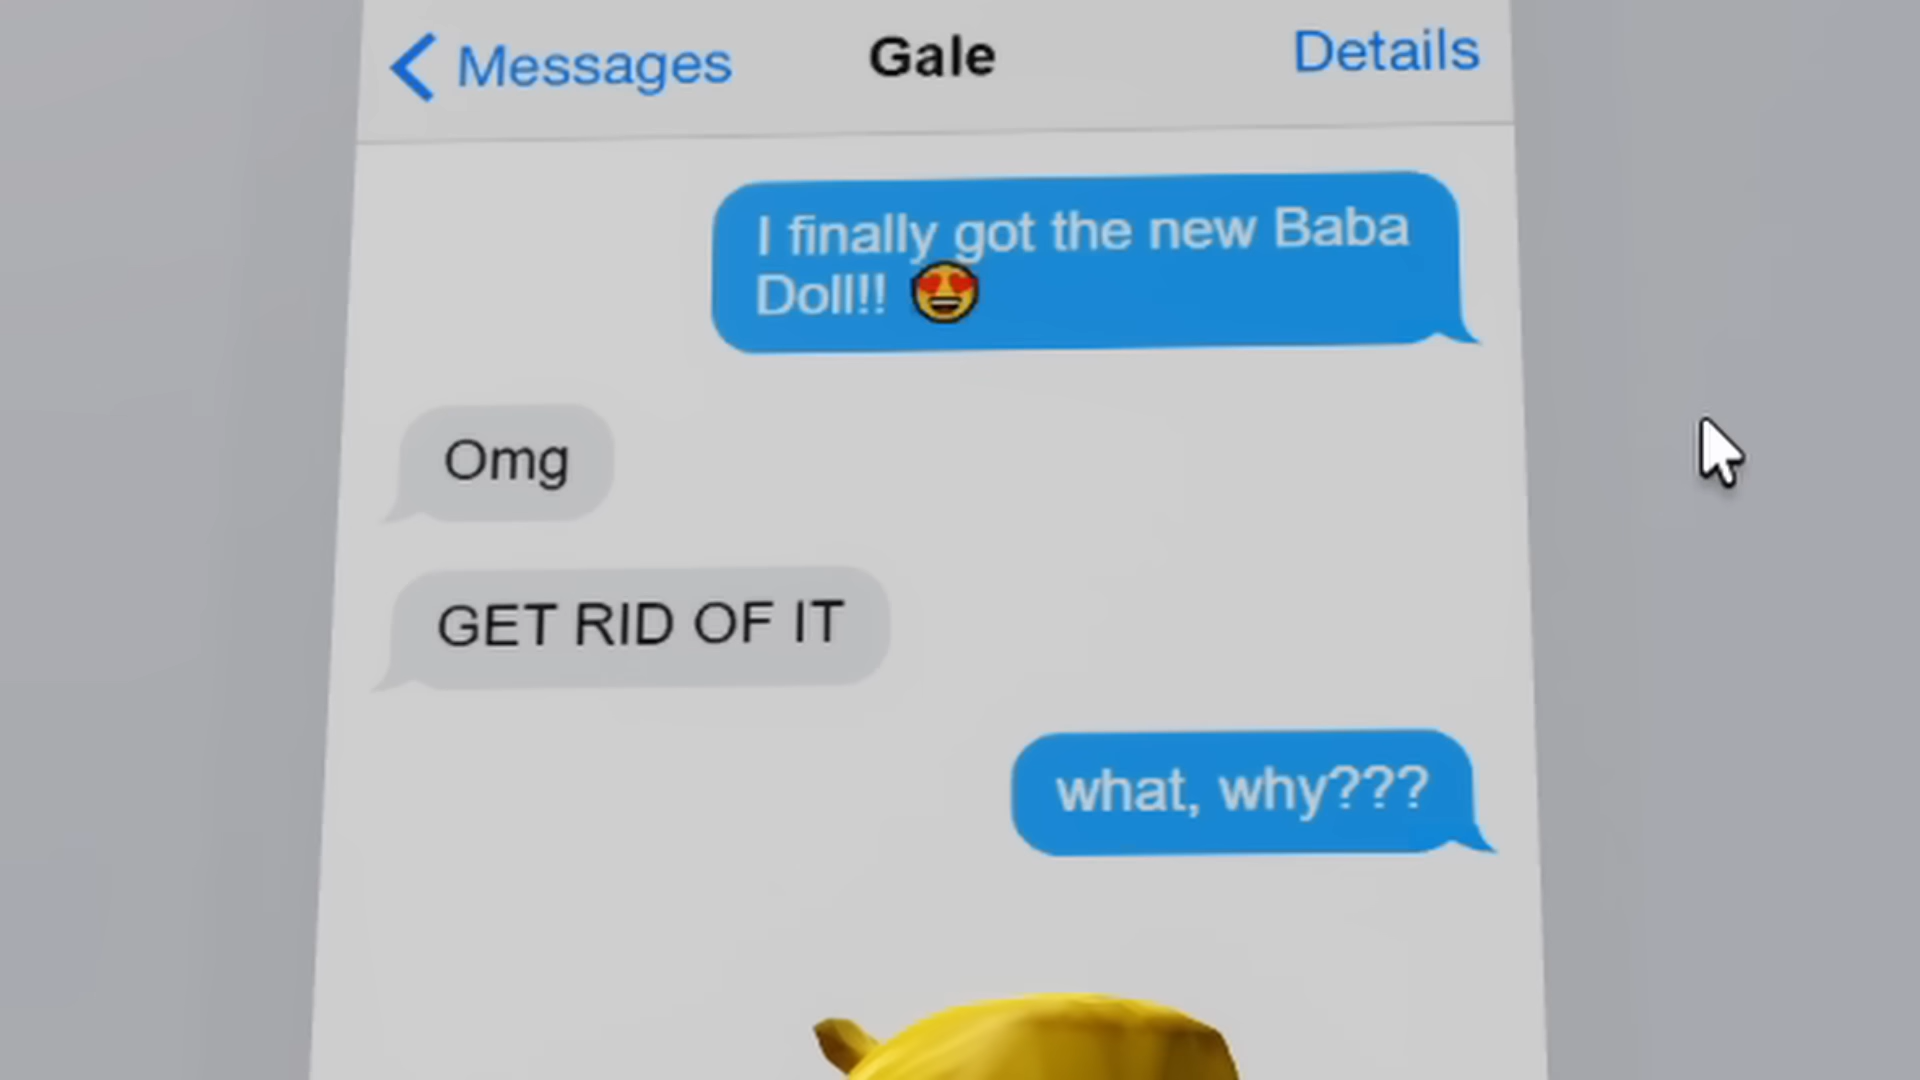 Messages Gale Details
I finally got the new Baba
Doll!! 😍
Omg
GET RID OF IT
what, why???